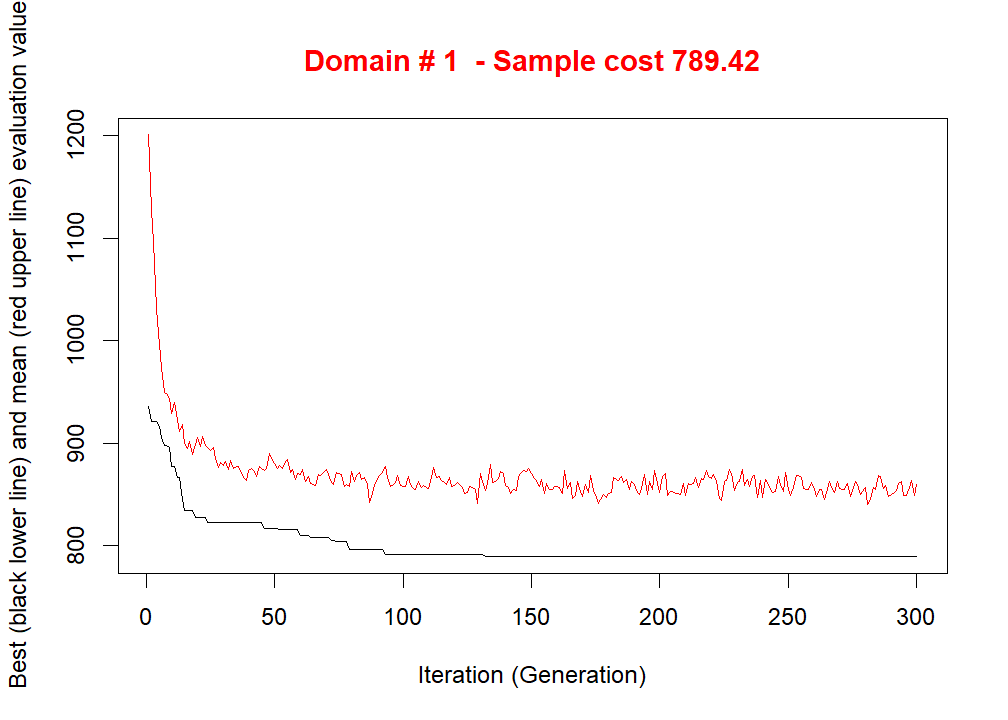 Domain # 1  - Sample cost 789.42
Best (black lower line) and mean (red upper line) evaluation value
1200
1100
1000
900
800
0 50 100 150 200 250 300
Iteration (Generation)